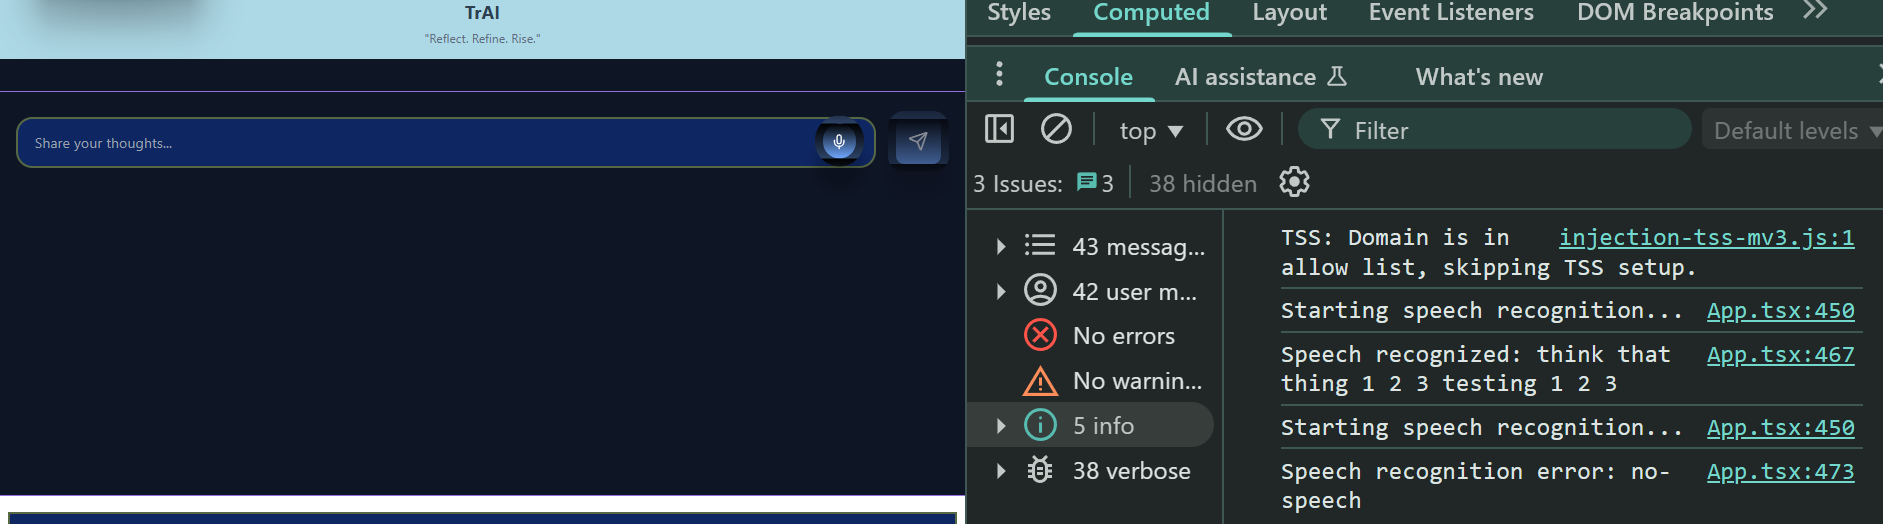 TrAI
"Reflect. Refine. Rise."
Share your thoughts...
Styles Computed Layout Event Listeners DOM Breakpoints
Console AI assistance What's new
top Filter Default levels
3 Issues: 3 38 hidden
43 messag...
42 user m...
No errors
No warnin...
5 info
38 verbose
TSS: Domain is in injection-tss-mv3.js:1
allow list, skipping TSS setup.
Starting speech recognition... App.tsx:450
Speech recognized: think that App.tsx:467
thing 1 2 3 testing 1 2 3
Starting speech recognition... App.tsx:450
Speech recognition error: no- App.tsx:473
speech